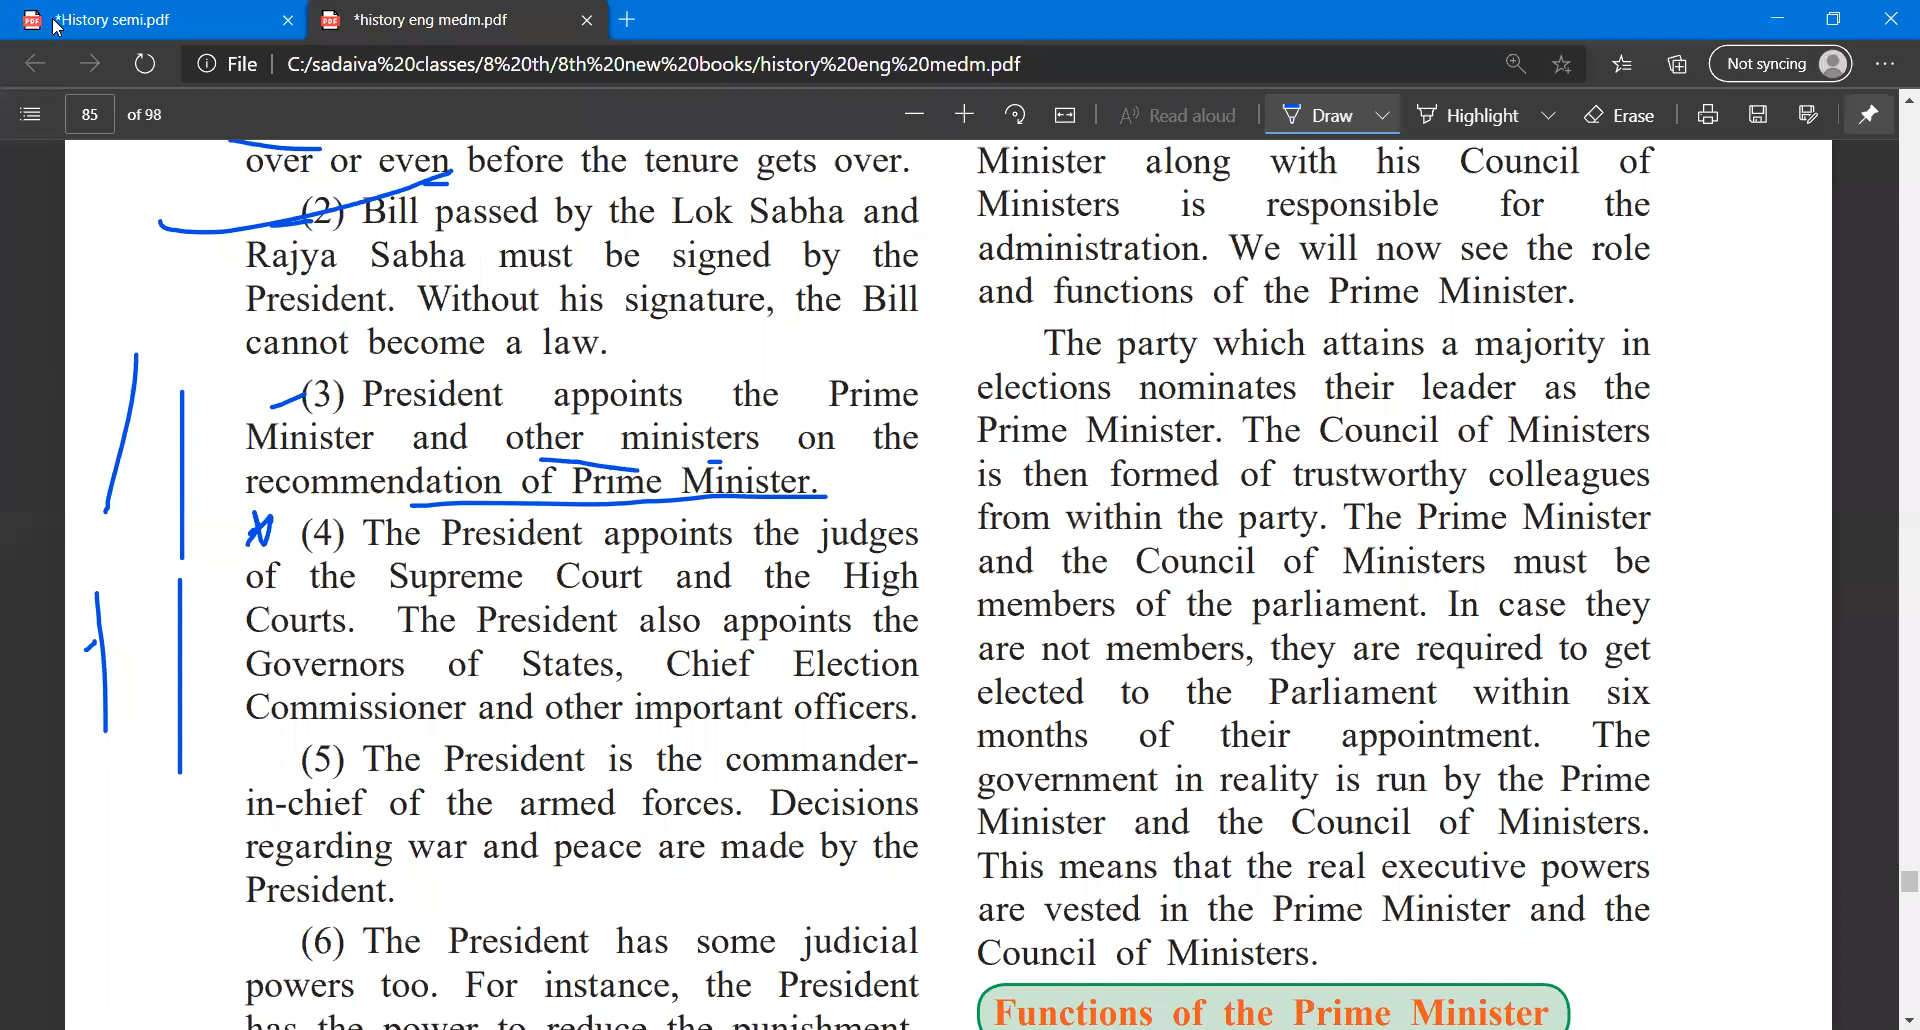 *History semi.pdf
*history eng medm.pdf
File
C:/sadaiva%20classes/8%20th/8th%20new%20books/history%20eng%20medm.pdf
Not syncing
85 of 98
Read aloud
Draw
Highlight
Erase
over or even before the tenure gets over.
(2) Bill passed by the Lok Sabha and
Rajya Sabha must be signed by the
President. Without his signature, the Bill
cannot become a law.
(3) President appoints the Prime
Minister and other ministers on the
recommendation of Prime Minister.
(4) The President appoints the judges
of the Supreme Court and the High
Courts. The President also appoints the
Governors of States, Chief Election
Commissioner and other important officers.
(5) The President is the commander-
in-chief of the armed forces. Decisions
regarding war and peace are made by the
President.
(6) The President has some judicial
powers too. For instance, the President
has the power to reduce the punishment,
Minister along with his Council of
Ministers is responsible for the
administration. We will now see the role
and functions of the Prime Minister.
The party which attains a majority in
elections nominates their leader as the
Prime Minister. The Council of Ministers
is then formed of trustworthy colleagues
from within the party. The Prime Minister
and the Council of Ministers must be
members of the parliament. In case they
are not members, they are required to get
elected to the Parliament within six
months of their appointment. The
government in reality is run by the Prime
Minister and the Council of Ministers.
This means that the real executive powers
are vested in the Prime Minister and the
Council of Ministers.
Functions of the Prime Minister